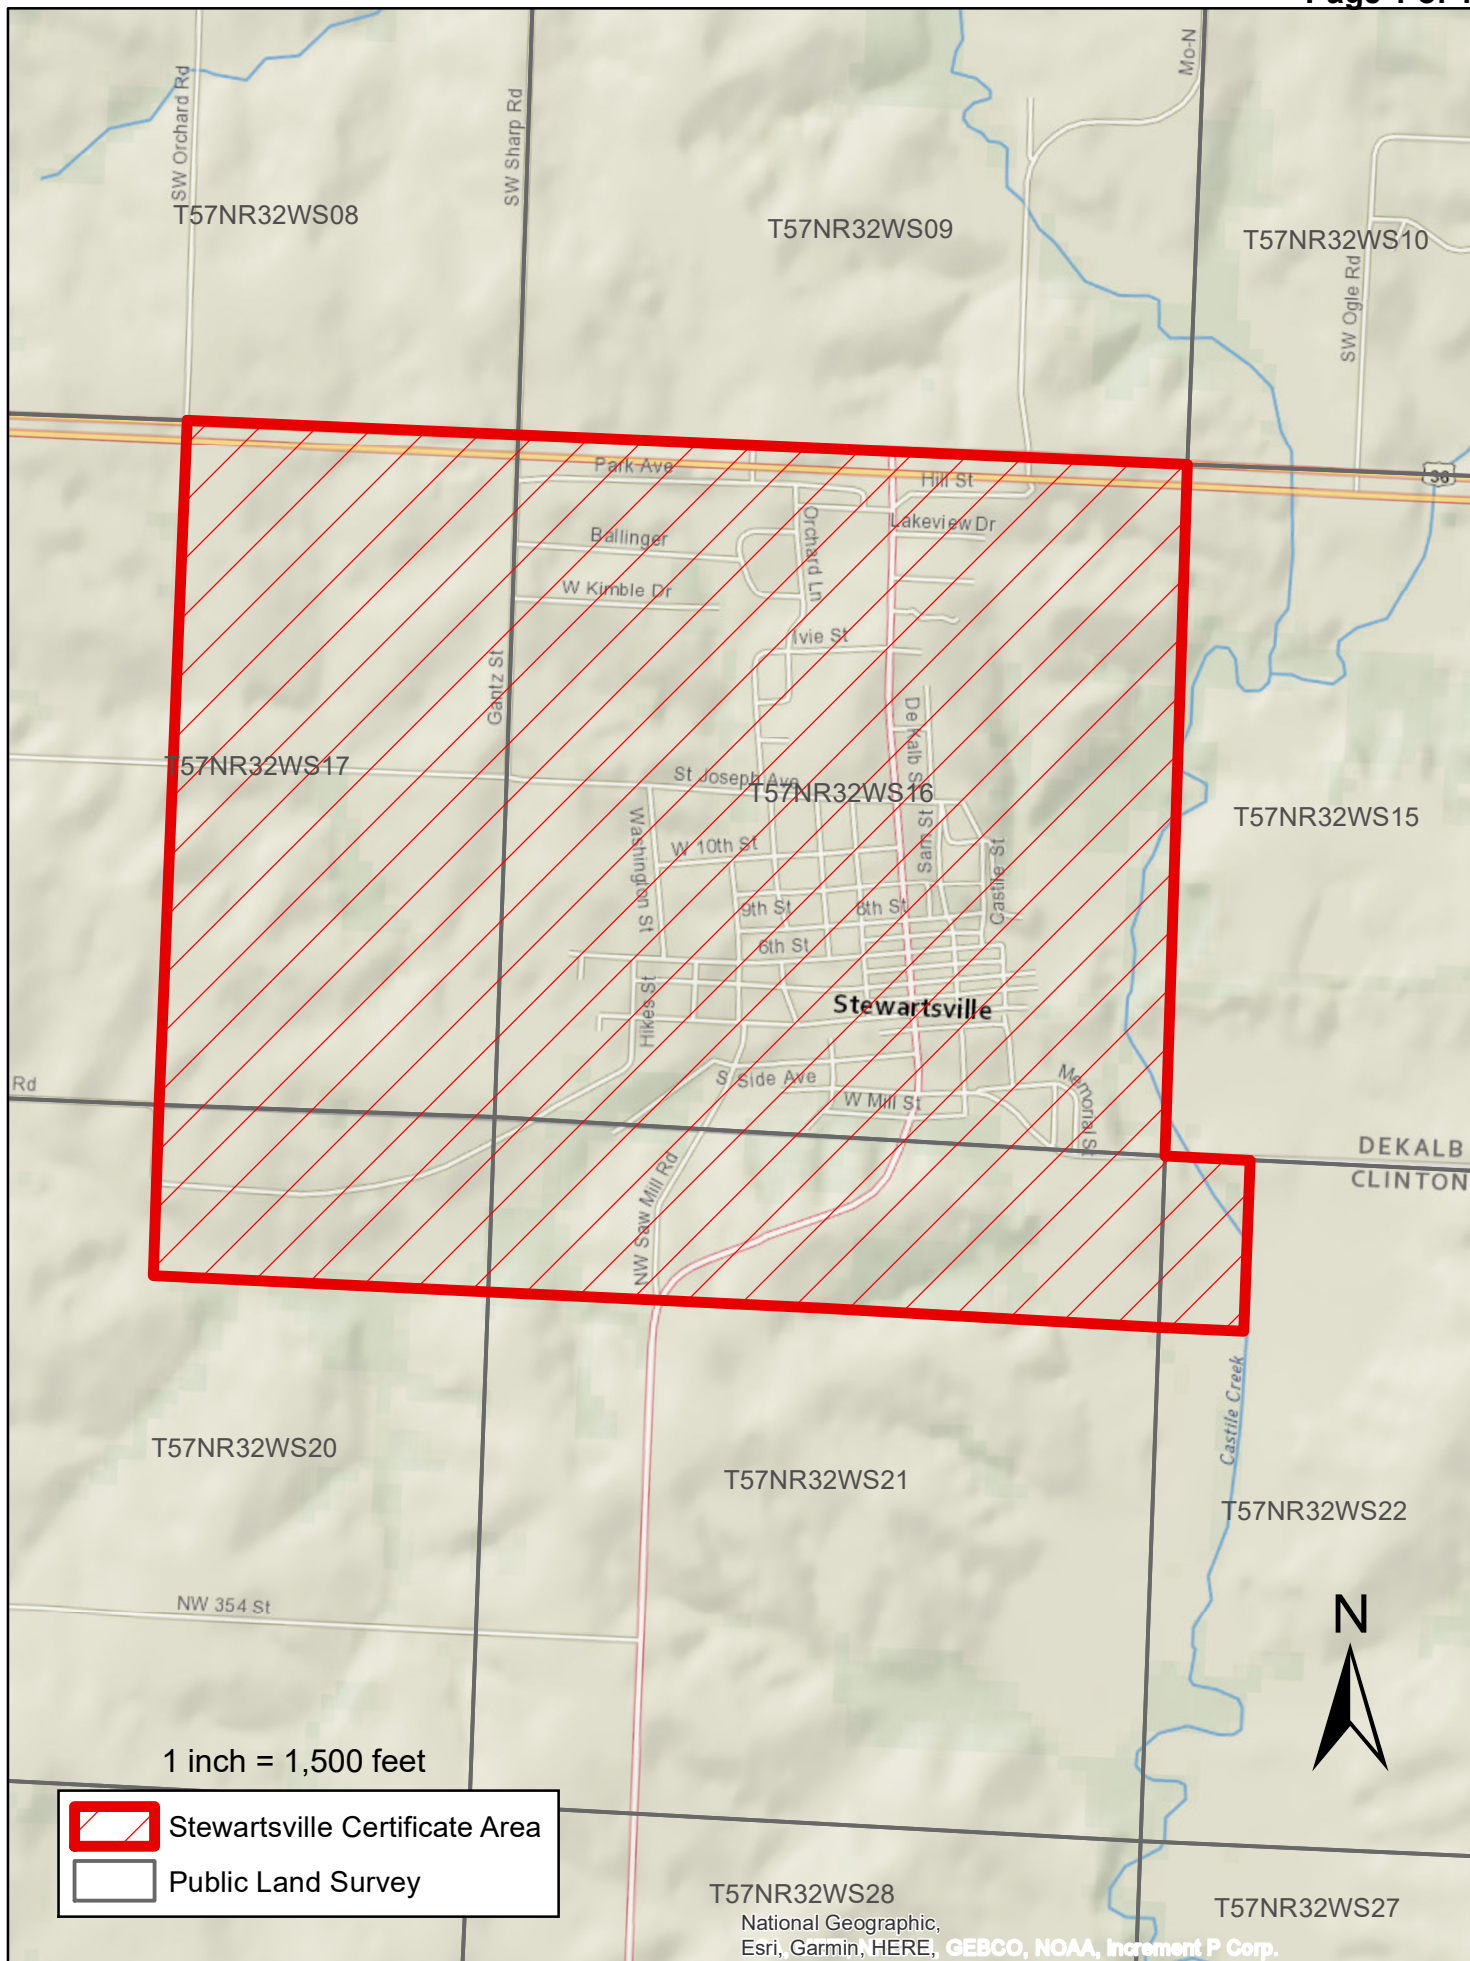 Mo-N
SW Orchard Rd
SW Sharp Rd
T57NR32WS08
T57NR32WS09
T57NR32WS10
SW Ogle Rd
36
Park Ave
Hill St
Lakeview Dr
Orchard Ln
Ballinger
W Kimble Dr
Ivie St
Gantz St
De Kalb St
T57NR32WS17
St Joseph Ave
T57NR32WS16
T57NR32WS15
Washington St
W 10th St
Sam St
Castile St
9th St
8th St
6th St
Hikes St
Stewartsville
Rd
S Side Ave
W Mill St
Memorial St
DEKALB
CLINTON
NW Saw Mill Rd
Castile Creek
T57NR32WS20
T57NR32WS21
T57NR32WS22
NW 354 St
N
1 inch = 1,500 feet
Stewartsville Certificate Area
Public Land Survey
T57NR32WS28
T57NR32WS27
National Geographic,
Esri, Garmin, HERE, GEBCO, NOAA, Increment P Corp.